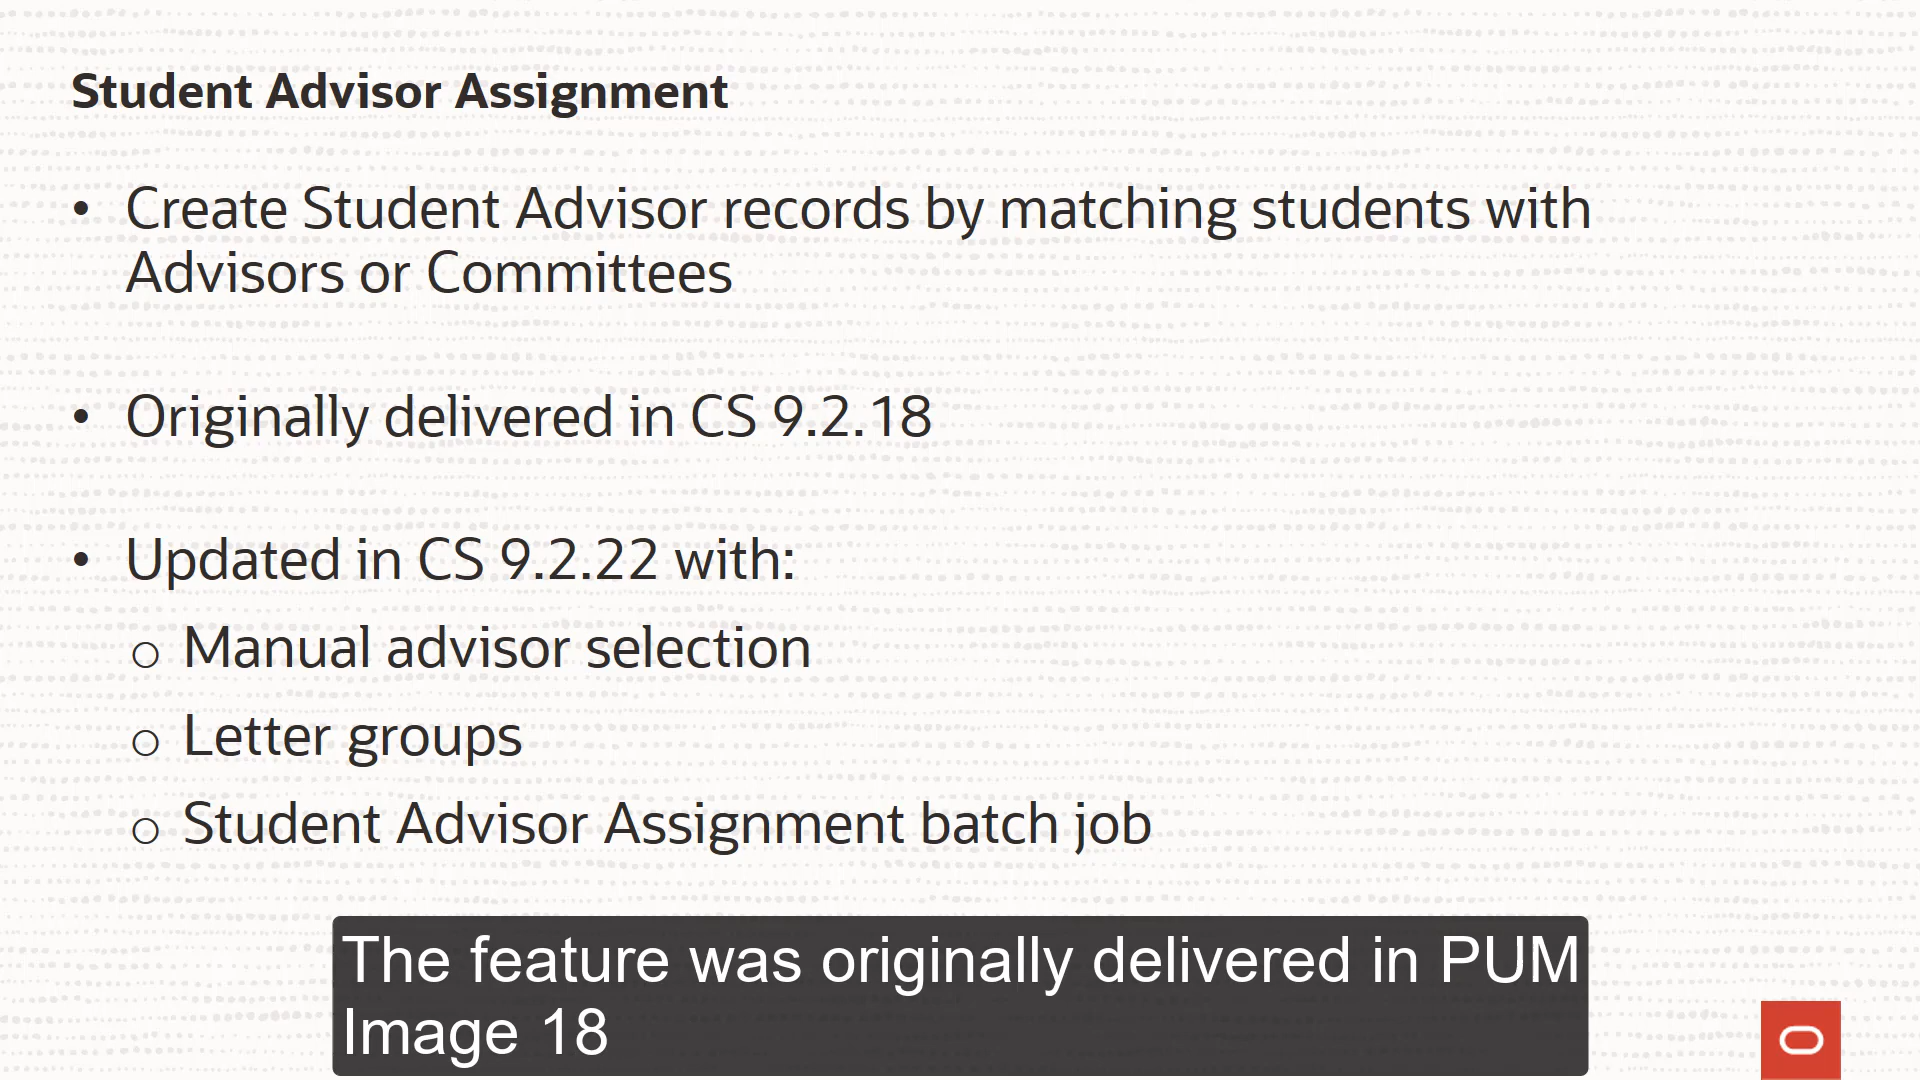 Student Advisor Assignment
• Create Student Advisor records by matching students with
Advisors or Committees
• Originally delivered in CS 9.2.18
• Updated in CS 9.2.22 with:
○ Manual advisor selection
○ Letter groups
○ Student Advisor Assignment batch job
The feature was originally delivered in PUM
Image 18